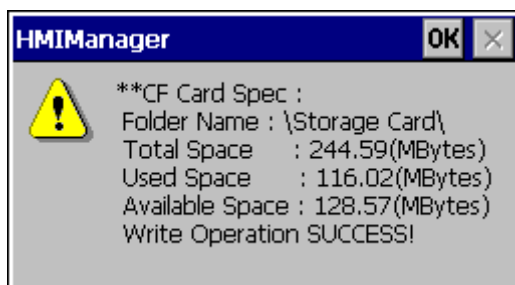 HMIManager OK
**CF Card Spec :
Folder Name : \Storage Card\
Total Space : 244.59(MBytes)
Used Space : 116.02(MBytes)
Available Space : 128.57(MBytes)
Write Operation SUCCESS!